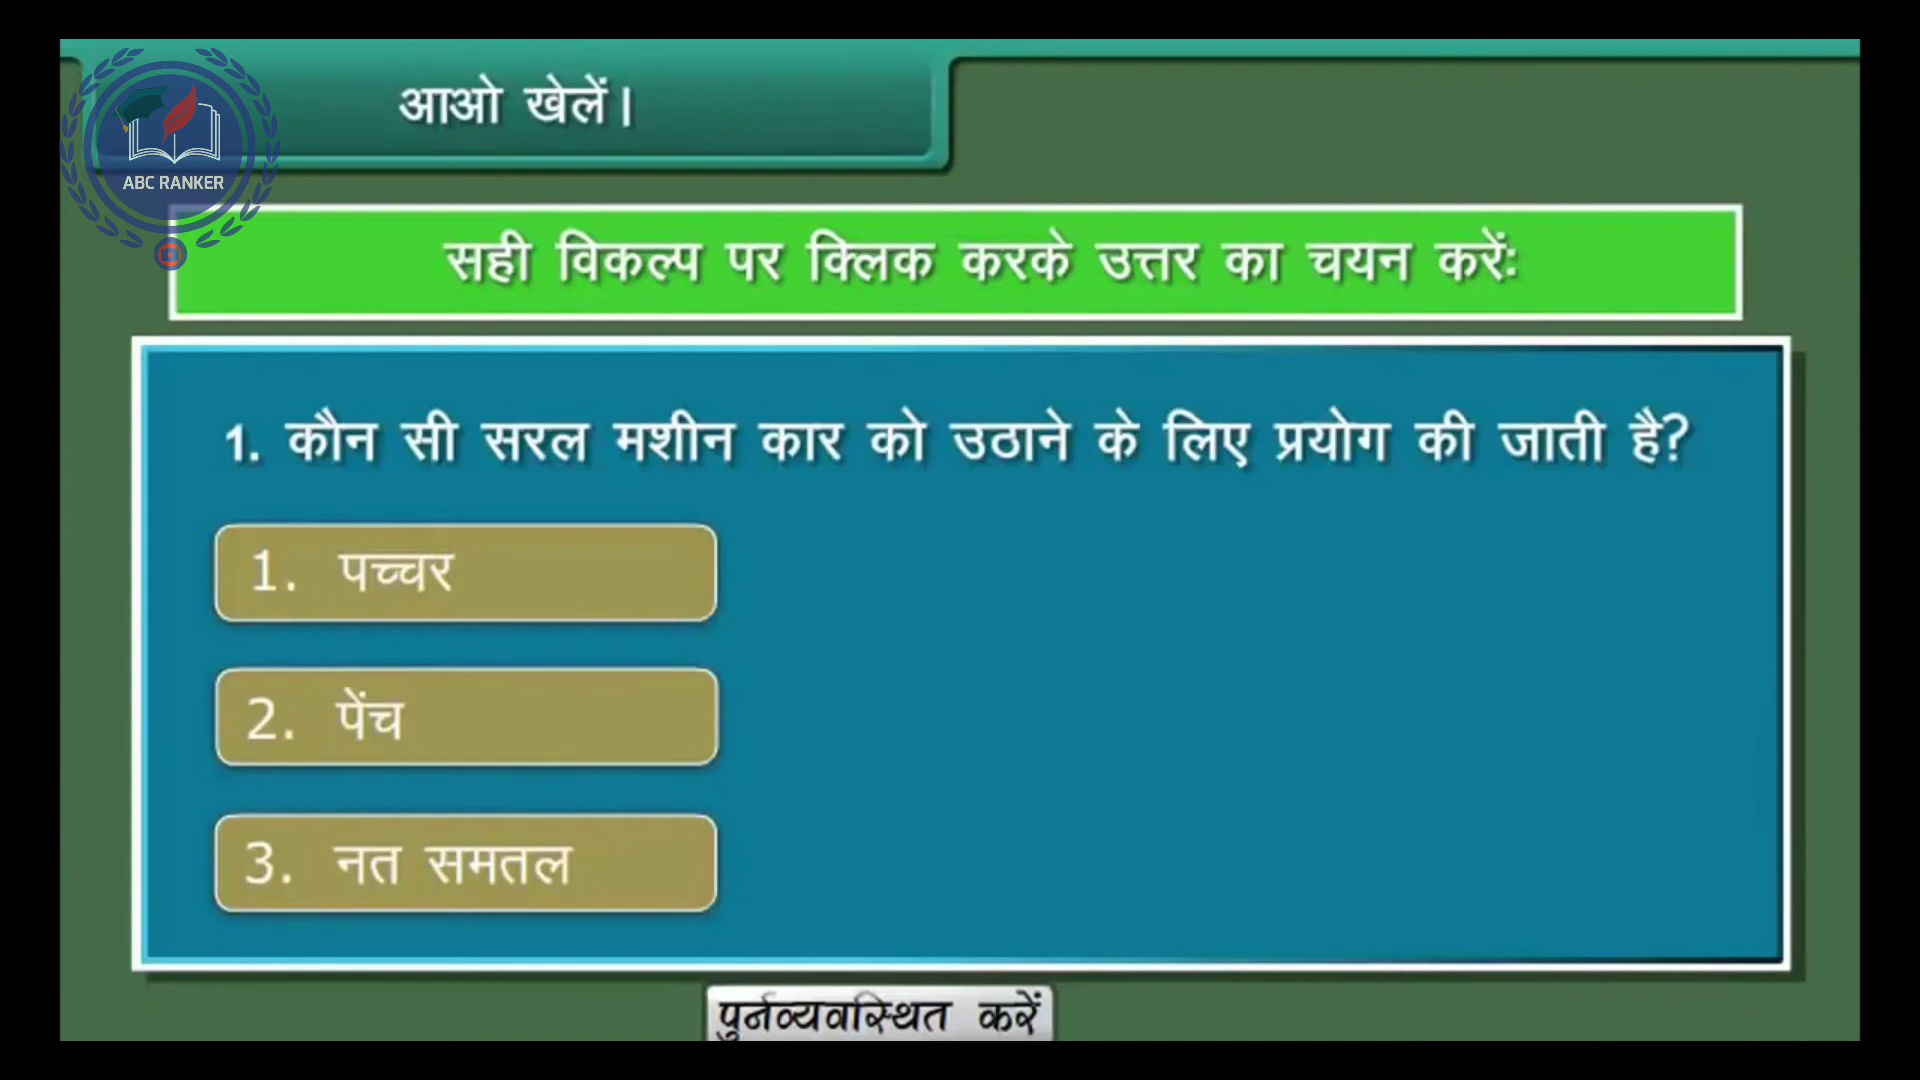 आओ खेलें।
ABC RANKER
सही विकल्प पर क्लिक करके उत्तर का चयन करें:
1. कौन सी सरल मशीन कार को उठाने के लिए प्रयोग की जाती है?
1. पच्चर
2. पेंच
3. नत समतल
पुर्नव्यवस्थित करें